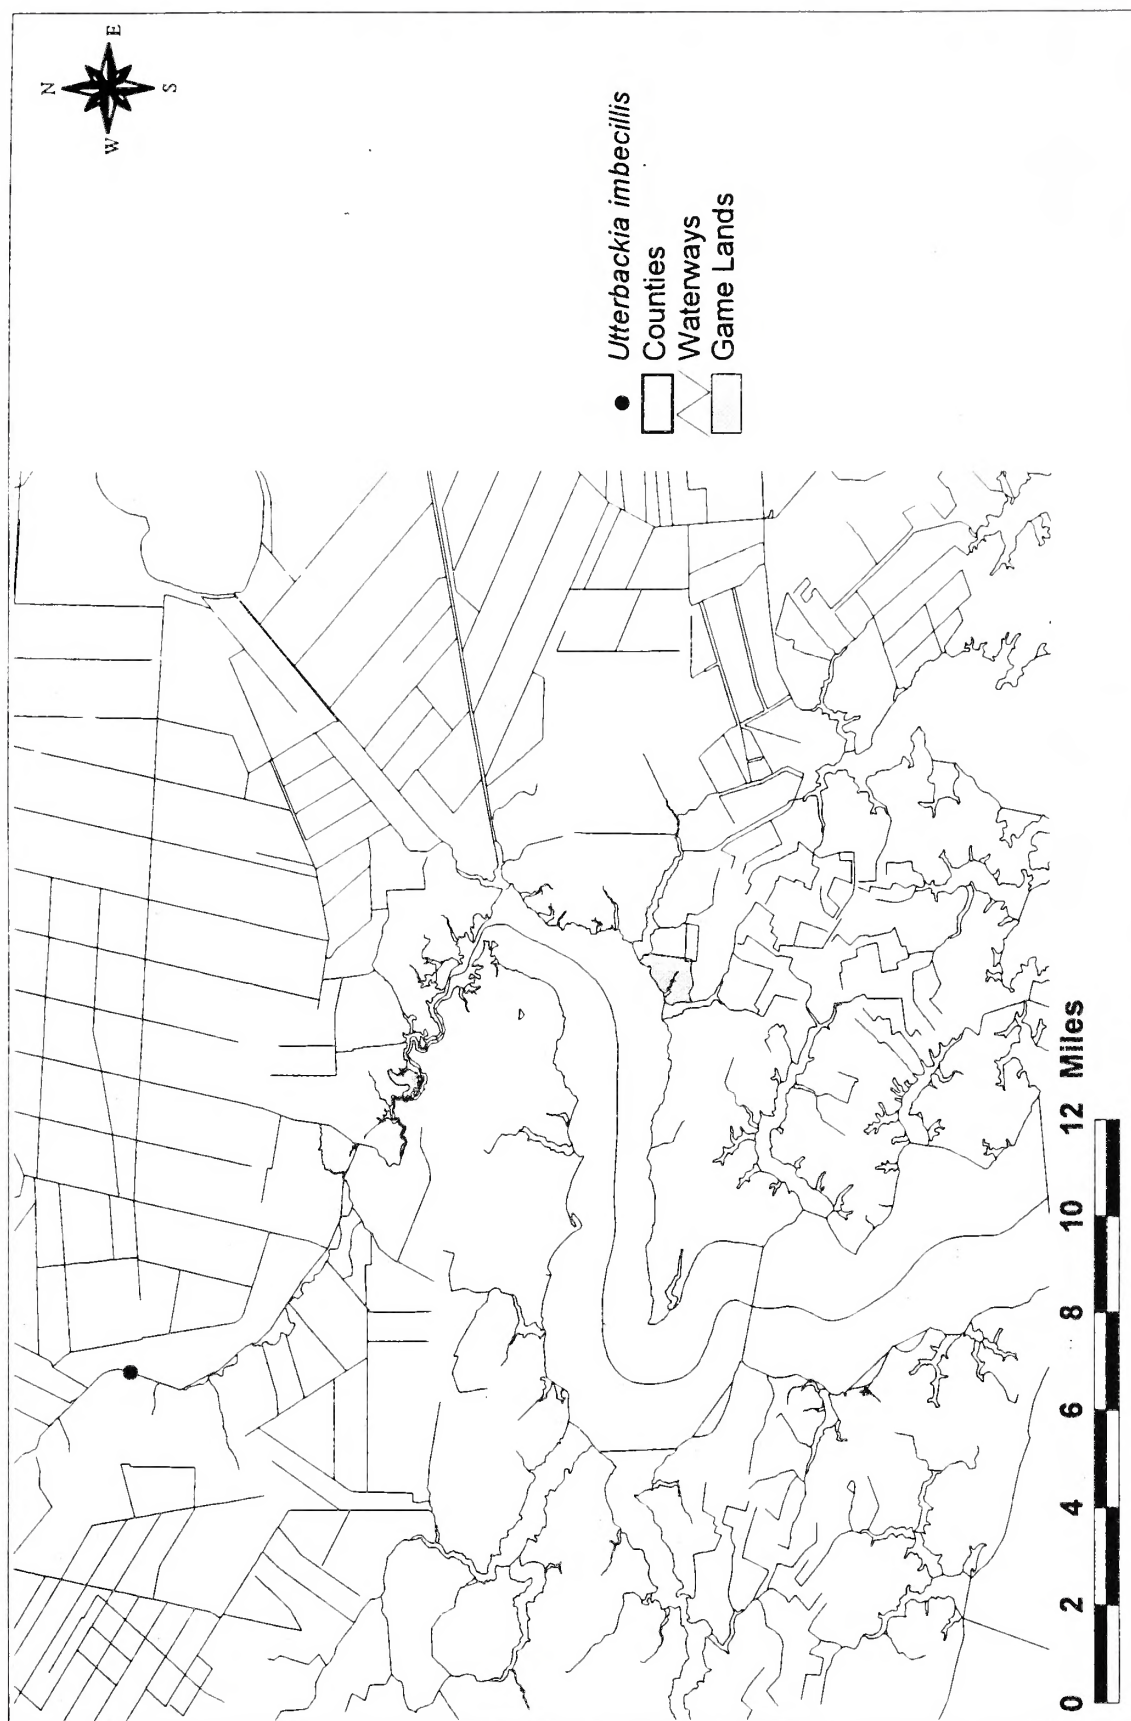 N
W E
S
Utterbackia imbecillis
Counties
Waterways
Game Lands
0 2 4 6 8 10 12 Miles